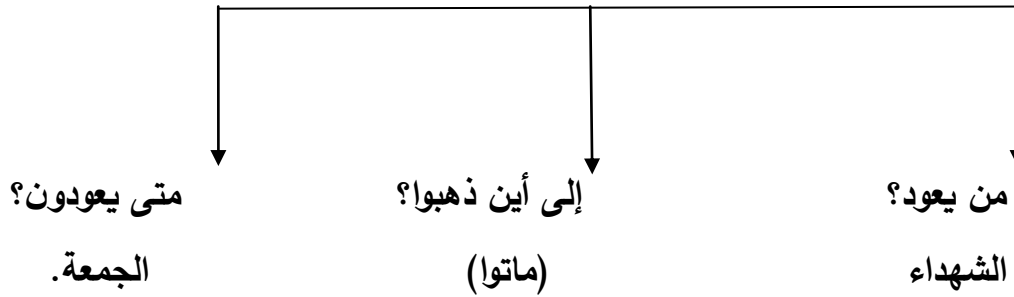 من يعود؟ إلى أين ذهبوا؟ متى يعودون؟
الشهداء (ماتوا) الجمعة.